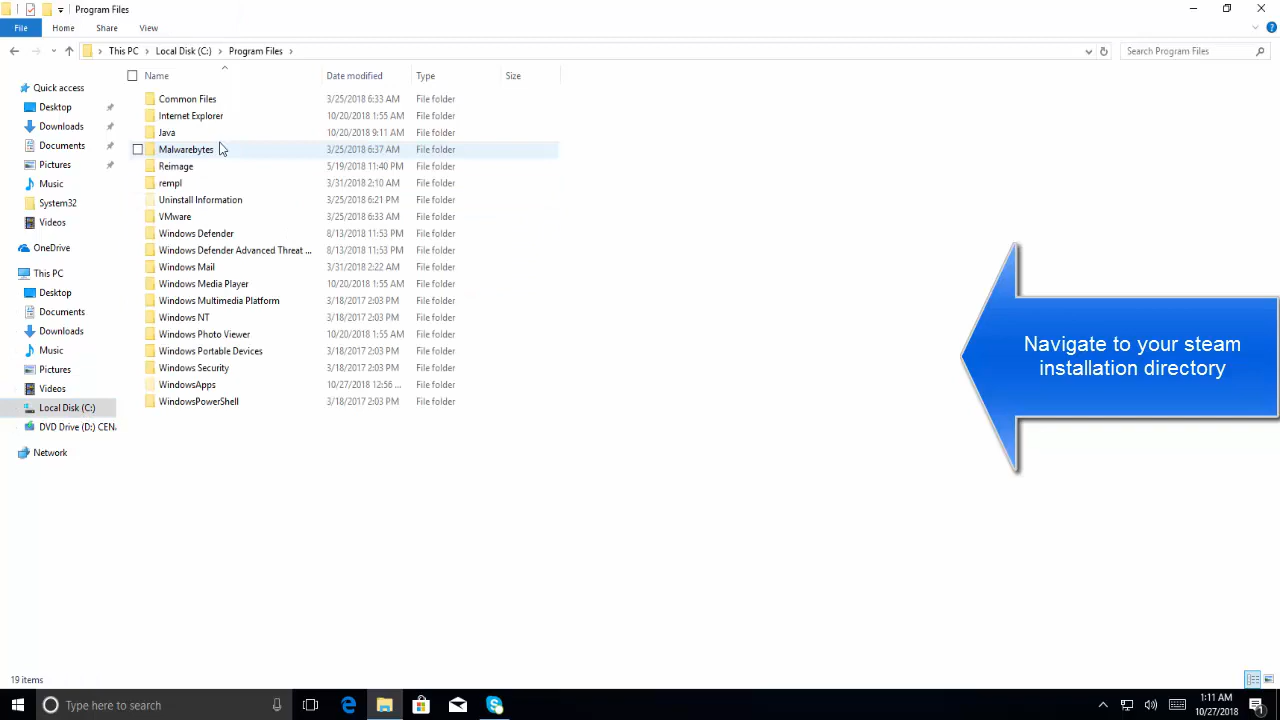 Program Files
File Home Share View
This PC Local Disk (C:) Program Files
Search Program Files
Name Date modified Type Size
Quick access
Desktop
Downloads
Documents
Pictures
Music
System32
Videos
OneDrive
This PC
Desktop
Documents
Downloads
Music
Pictures
Videos
Local Disk (C:)
DVD Drive (D:) CEN
Network
Common Files 3/25/2018 6:33 AM File folder
Internet Explorer 10/20/2018 1:55 AM File folder
Java 10/20/2018 9:11 AM File folder
Malwarebytes 3/25/2018 6:37 AM File folder
Reimage 5/19/2018 11:40 PM File folder
rempl 3/31/2018 2:10 AM File folder
Uninstall Information 3/25/2018 6:21 PM File folder
VMware 3/25/2018 6:33 AM File folder
Windows Defender 8/13/2018 11:53 PM File folder
Windows Defender Advanced Threat ... 8/13/2018 11:53 PM File folder
Windows Mail 3/31/2018 2:22 AM File folder
Windows Media Player 10/20/2018 1:55 AM File folder
Windows Multimedia Platform 3/18/2017 2:03 PM File folder
Windows NT 3/18/2017 2:03 PM File folder
Windows Photo Viewer 10/20/2018 1:55 AM File folder
Windows Portable Devices 3/18/2017 2:03 PM File folder
Windows Security 3/18/2017 2:03 PM File folder
WindowsApps 10/27/2018 12:56 ... File folder
WindowsPowerShell 3/18/2017 2:03 PM File folder
Navigate to your steam
installation directory
19 items
Type here to search
1:11 AM
10/27/2018